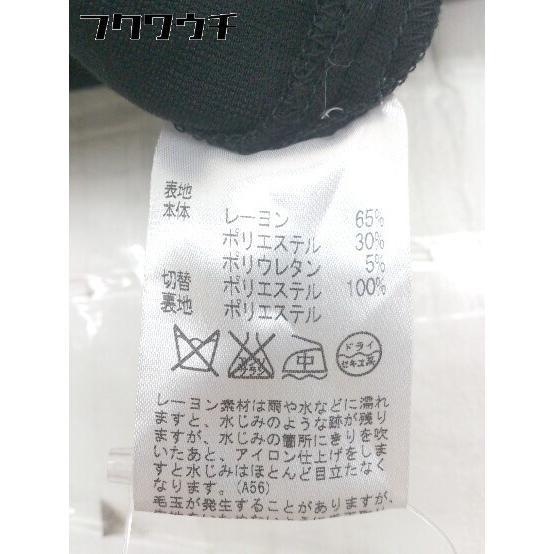 フクワウチ
表地
本体 レーヨン 65%
ポリエステル 30%
ポリウレタン 5%
切替 ポリエステル 100%
裏地 ポリエステル
中
ドライ
セキユ系
レーヨン素材は雨や水などに濡れ
ますと、水じみのような跡が残り
ますが、水じみの箇所にきりを吹
いたあと、アイロン仕上げをしま
すと水じみはほとんど目立たなく
なります。(A56)
毛玉が発生することがありますが、